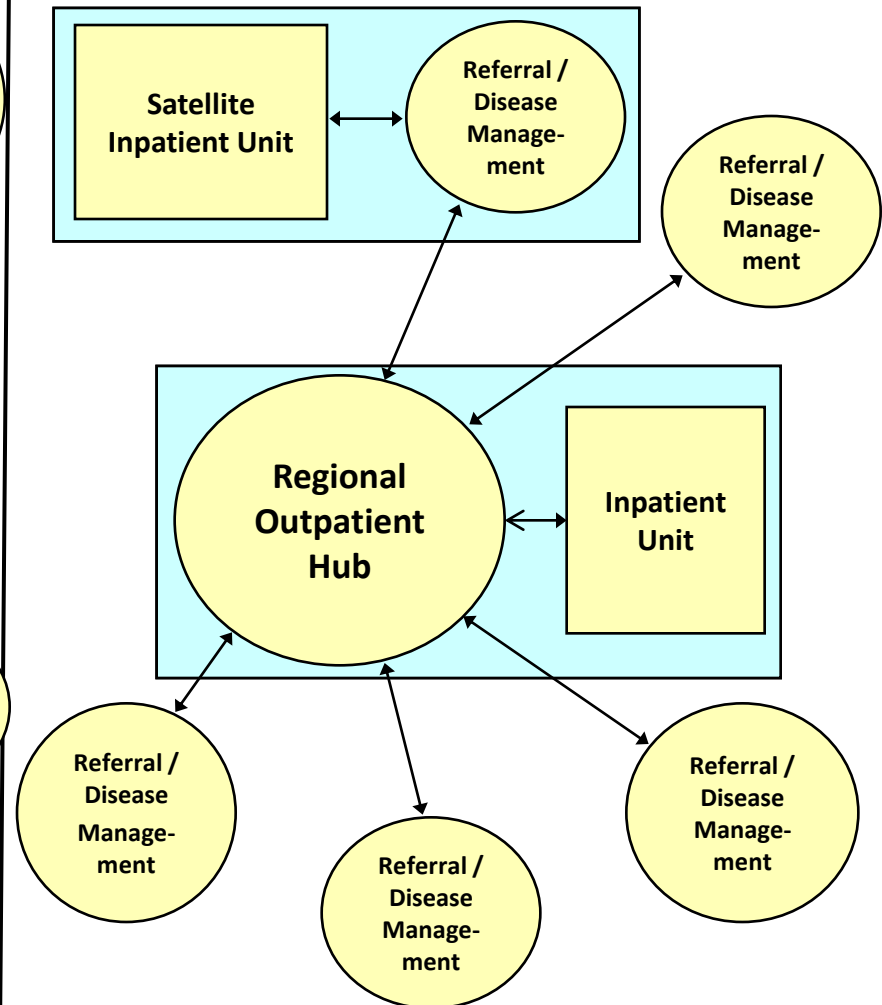 Satellite
Inpatient Unit
Referral /
Disease
Manage-
ment
Referral /
Disease
Manage-
ment
Regional
Outpatient
Hub
Inpatient
Unit
Referral /
Disease
Manage-
ment
Referral /
Disease
Manage-
ment
Referral /
Disease
Manage-
ment